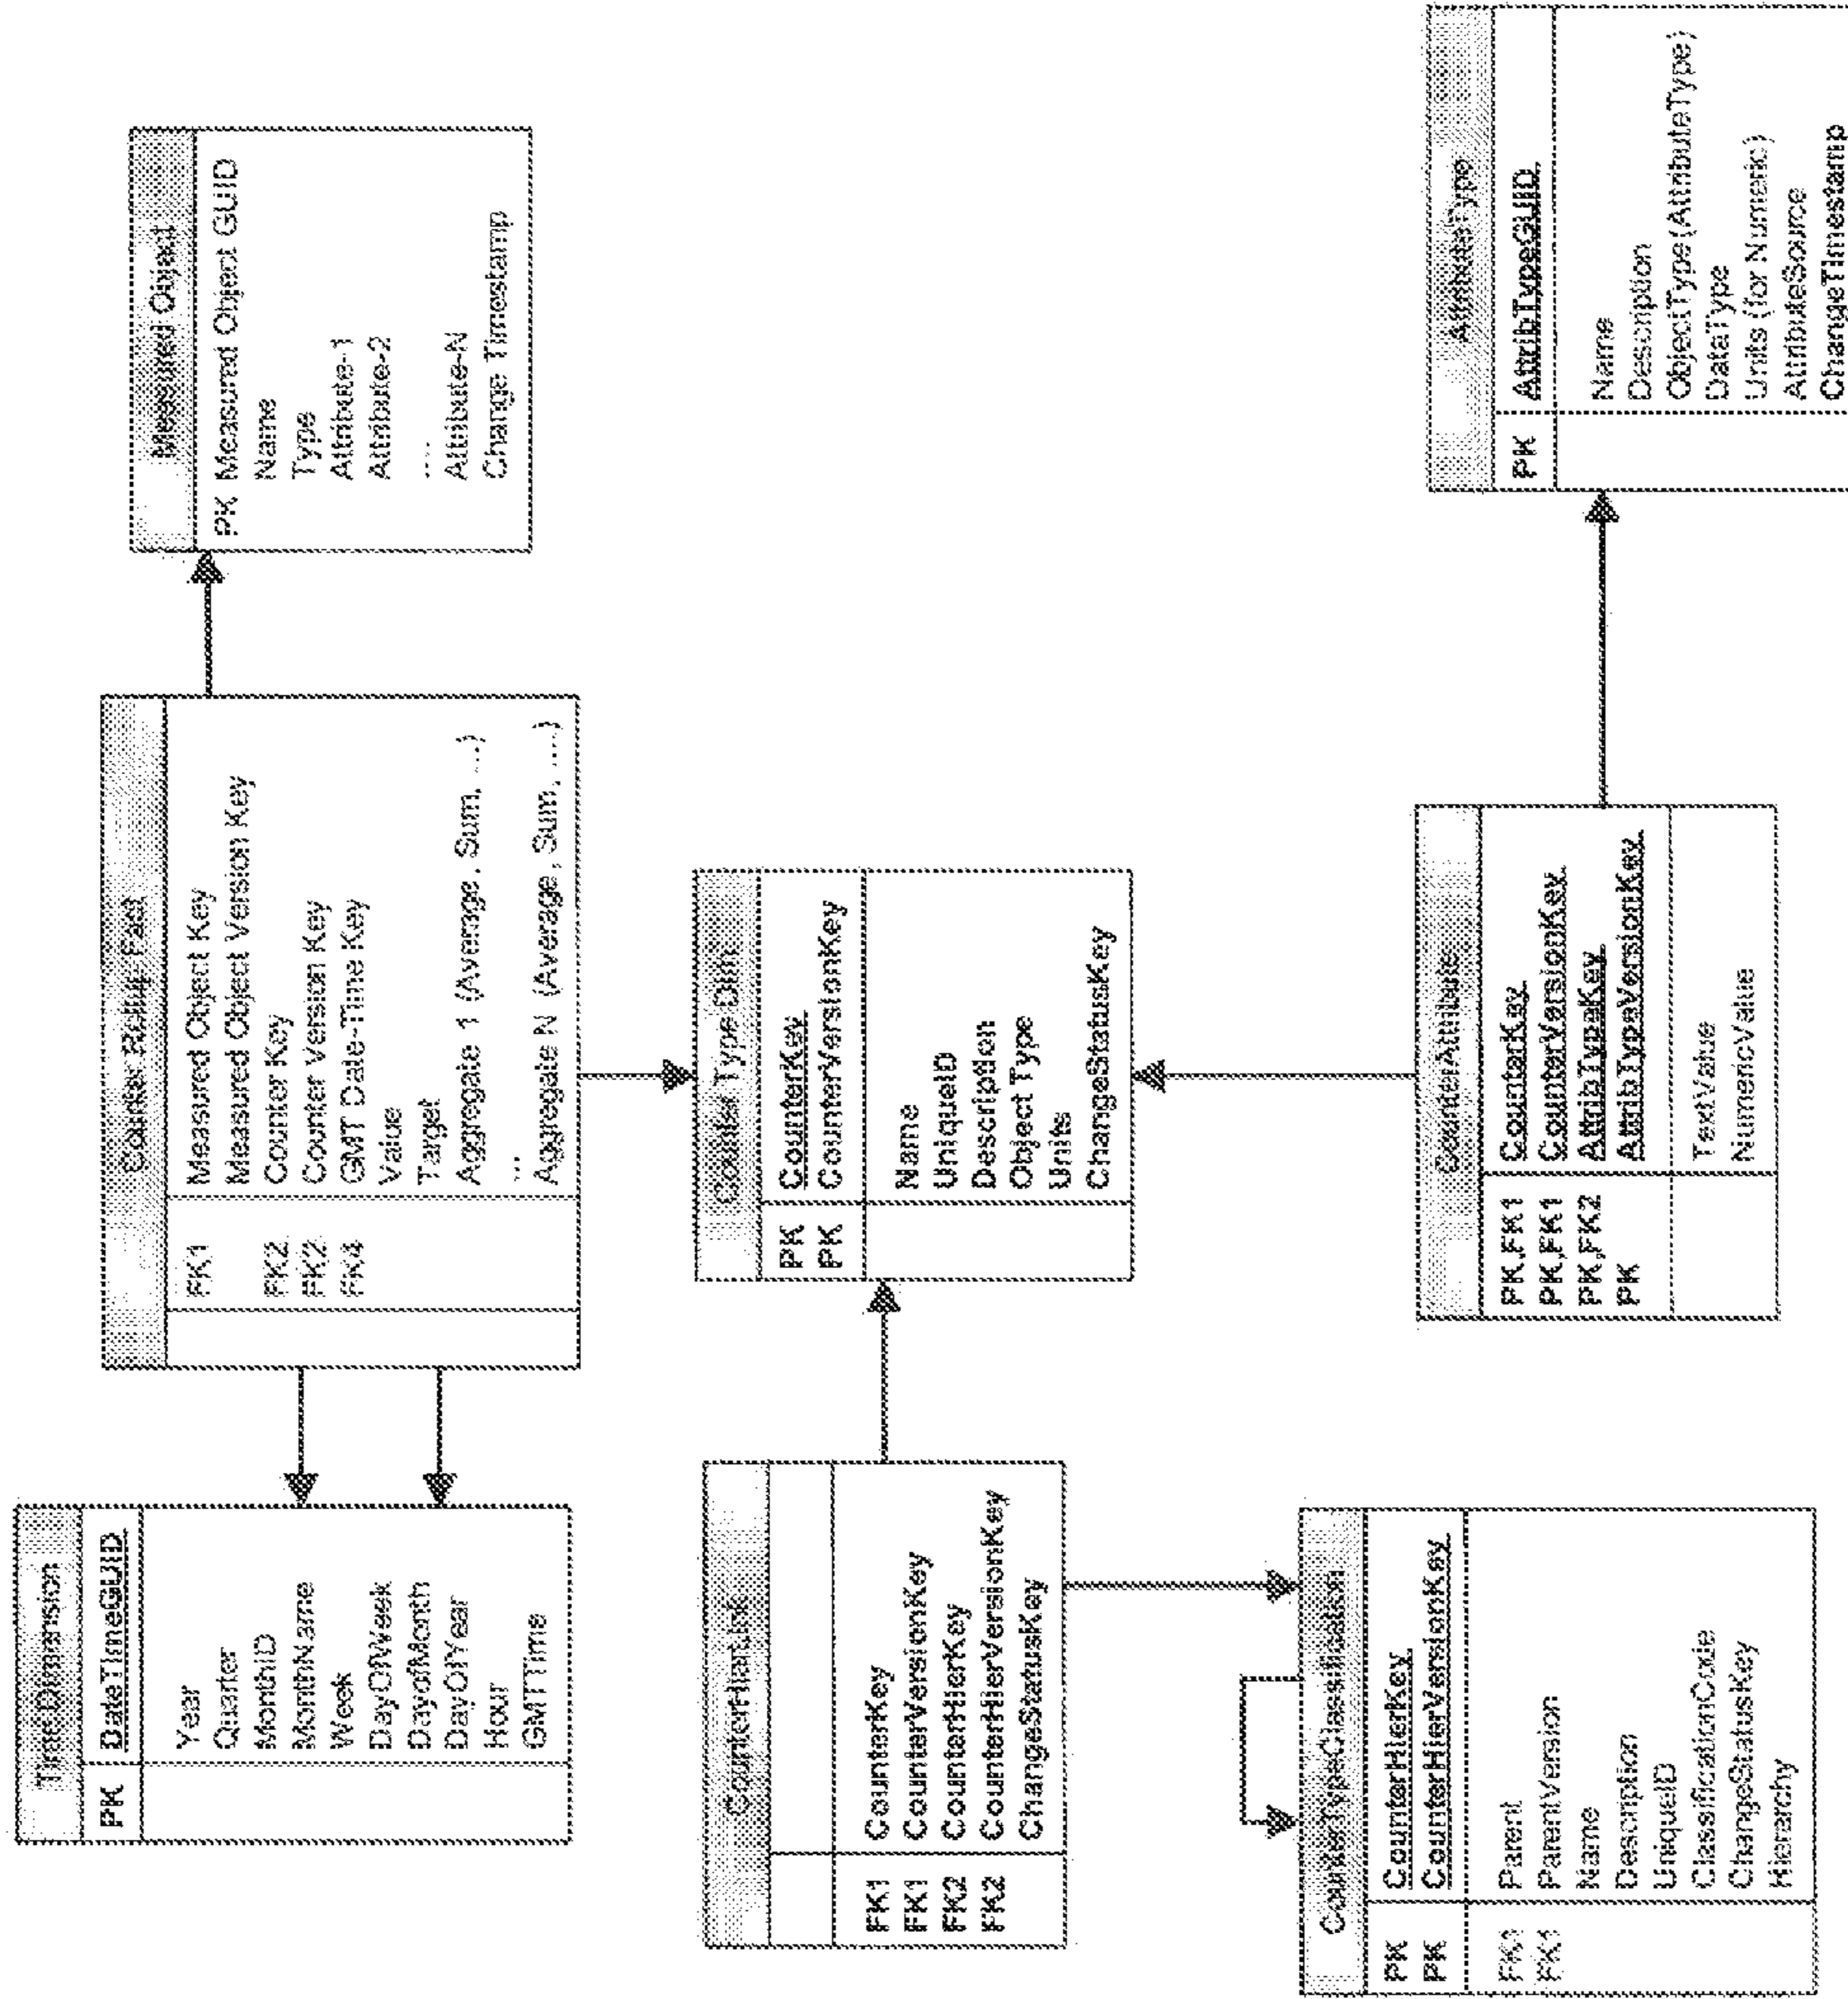 Time Dimension
PK DateTimeGUID
Year
Quarter
MonthID
MonthName
Week
DayOfWeek
DayofMonth
DayOfYear
Hour
GMTTime
Counter Rollup Fact
FK1 Measured Object Key
Measured Object Version Key
FK2 Counter Key
FK2 Counter Version Key
FK4 GMT Date-Time Key
Value
Target
Aggregate 1 (Average, Sum, ...)
...
Aggregate N (Average, Sum, ...)
Measured Object
PK Measured Object GUID
Name
Type
Attribute-1
Attribute-2
...
Attribute-N
Change Timestamp
CounterHierLink
FK1 CounterKey
FK1 CounterVersionKey
FK2 CounterHierKey
FK2 CounterHierVersionKey
ChangeStatusKey
Counter Type Dim
PK CounterKey
PK CounterVersionKey
Name
UniqueID
Description
Object Type
Units
ChangeStatusKey
CounterTypeClassification
PK CounterHierKey
PK CounterHierVersionKey
FK1 Parent
FK1 ParentVersion
Name
Description
UniqueID
ClassificationCode
ChangeStatusKey
Hierarchy
CounterAttribute
PK,FK1 CounterKey
PK,FK1 CounterVersionKey
PK,FK2 AttribTypeKey
PK AttribTypeVersionKey
TextValue
NumericValue
AttributeType
PK AttribTypeGUID
Name
Description
ObjectType(AttributeType)
DataType
Units (for Numeric)
AttributeSource
ChangeTimestamp